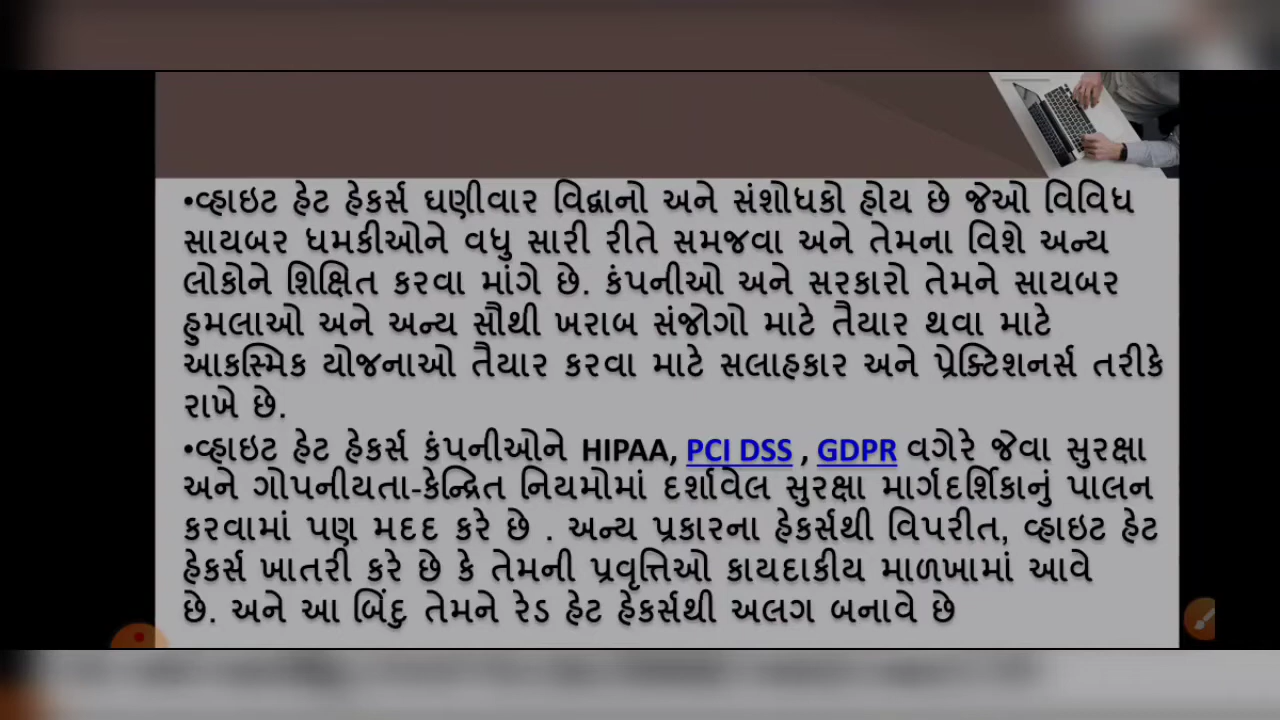 •વ્હાઇટ હેટ હેકર્સ ઘણીવાર વિદ્વાનો અને સંશોધકો હોય છે જેઓ વિવિધ
સાયબર ધમકીઓને વધુ સારી રીતે સમજવા અને તેમના વિશે અન્ય
લોકોને શિક્ષિત કરવા માંગે છે. કંપનીઓ અને સરકારો તેમને સાયબર
હુમલાઓ અને અન્ય સૌથી ખરાબ સંજોગો માટે તૈયાર થવા માટે
આકસ્મિક યોજનાઓ તૈયાર કરવા માટે સલાહકાર અને પ્રેક્ટિશનર્સ તરીકે
રાખે છે.
•વ્હાઇટ હેટ હેકર્સ કંપનીઓને HIPAA, PCI DSS , GDPR વગેરે જેવા સુરક્ષા
અને ગોપનીયતા-કેન્દ્રિત નિયમોમાં દર્શાવેલ સુરક્ષા માર્ગદર્શિકાનું પાલન
કરવામાં પણ મદદ કરે છે . અન્ય પ્રકારના હેકર્સથી વિપરીત, વ્હાઇટ હેટ
હેકર્સ ખાતરી કરે છે કે તેમની પ્રવૃત્તિઓ કાયદાકીય માળખામાં આવે
છે. અને આ બિંદુ તેમને રેડ હેટ હેકર્સથી અલગ બનાવે છે